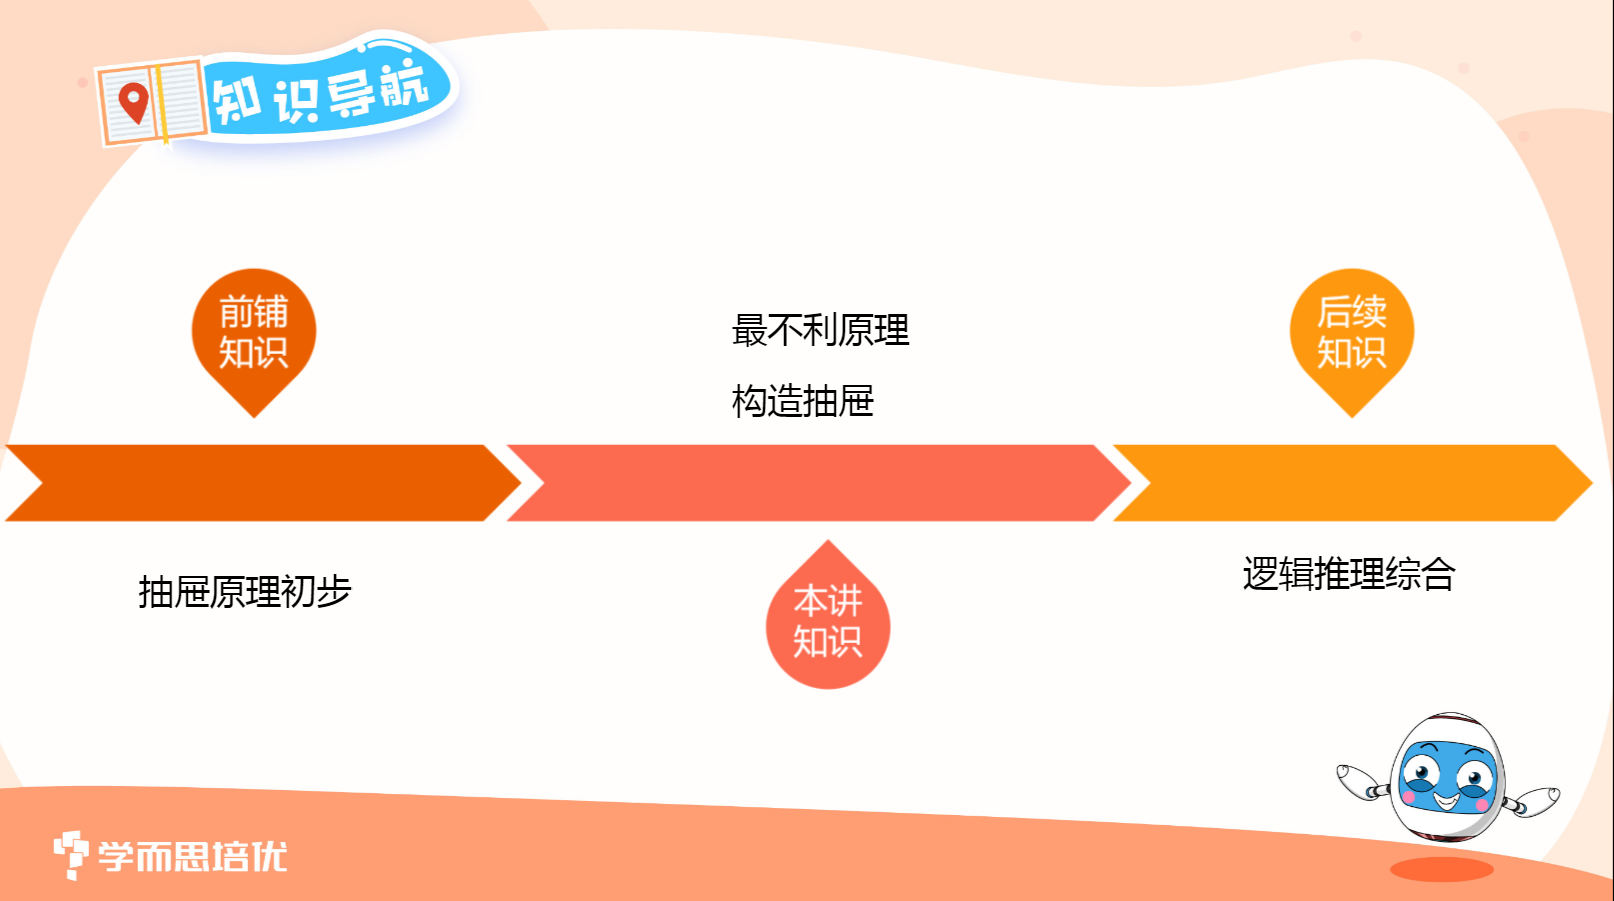 知识导航
前铺
知识
抽屉原理初步
最不利原理
构造抽屉
本讲
知识
后续
知识
逻辑推理综合
学而思培优